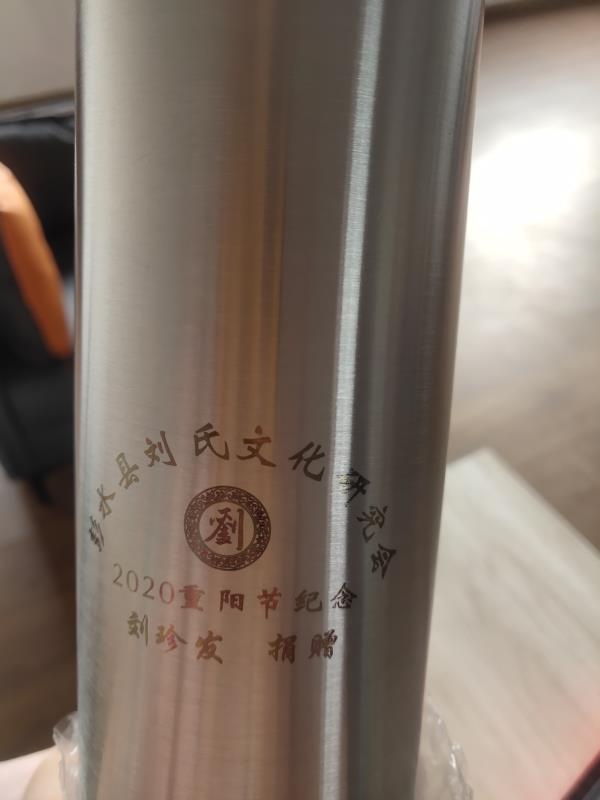 彭水县刘氏文化研究会
劉
2020重阳节纪念
刘珍发 捐赠